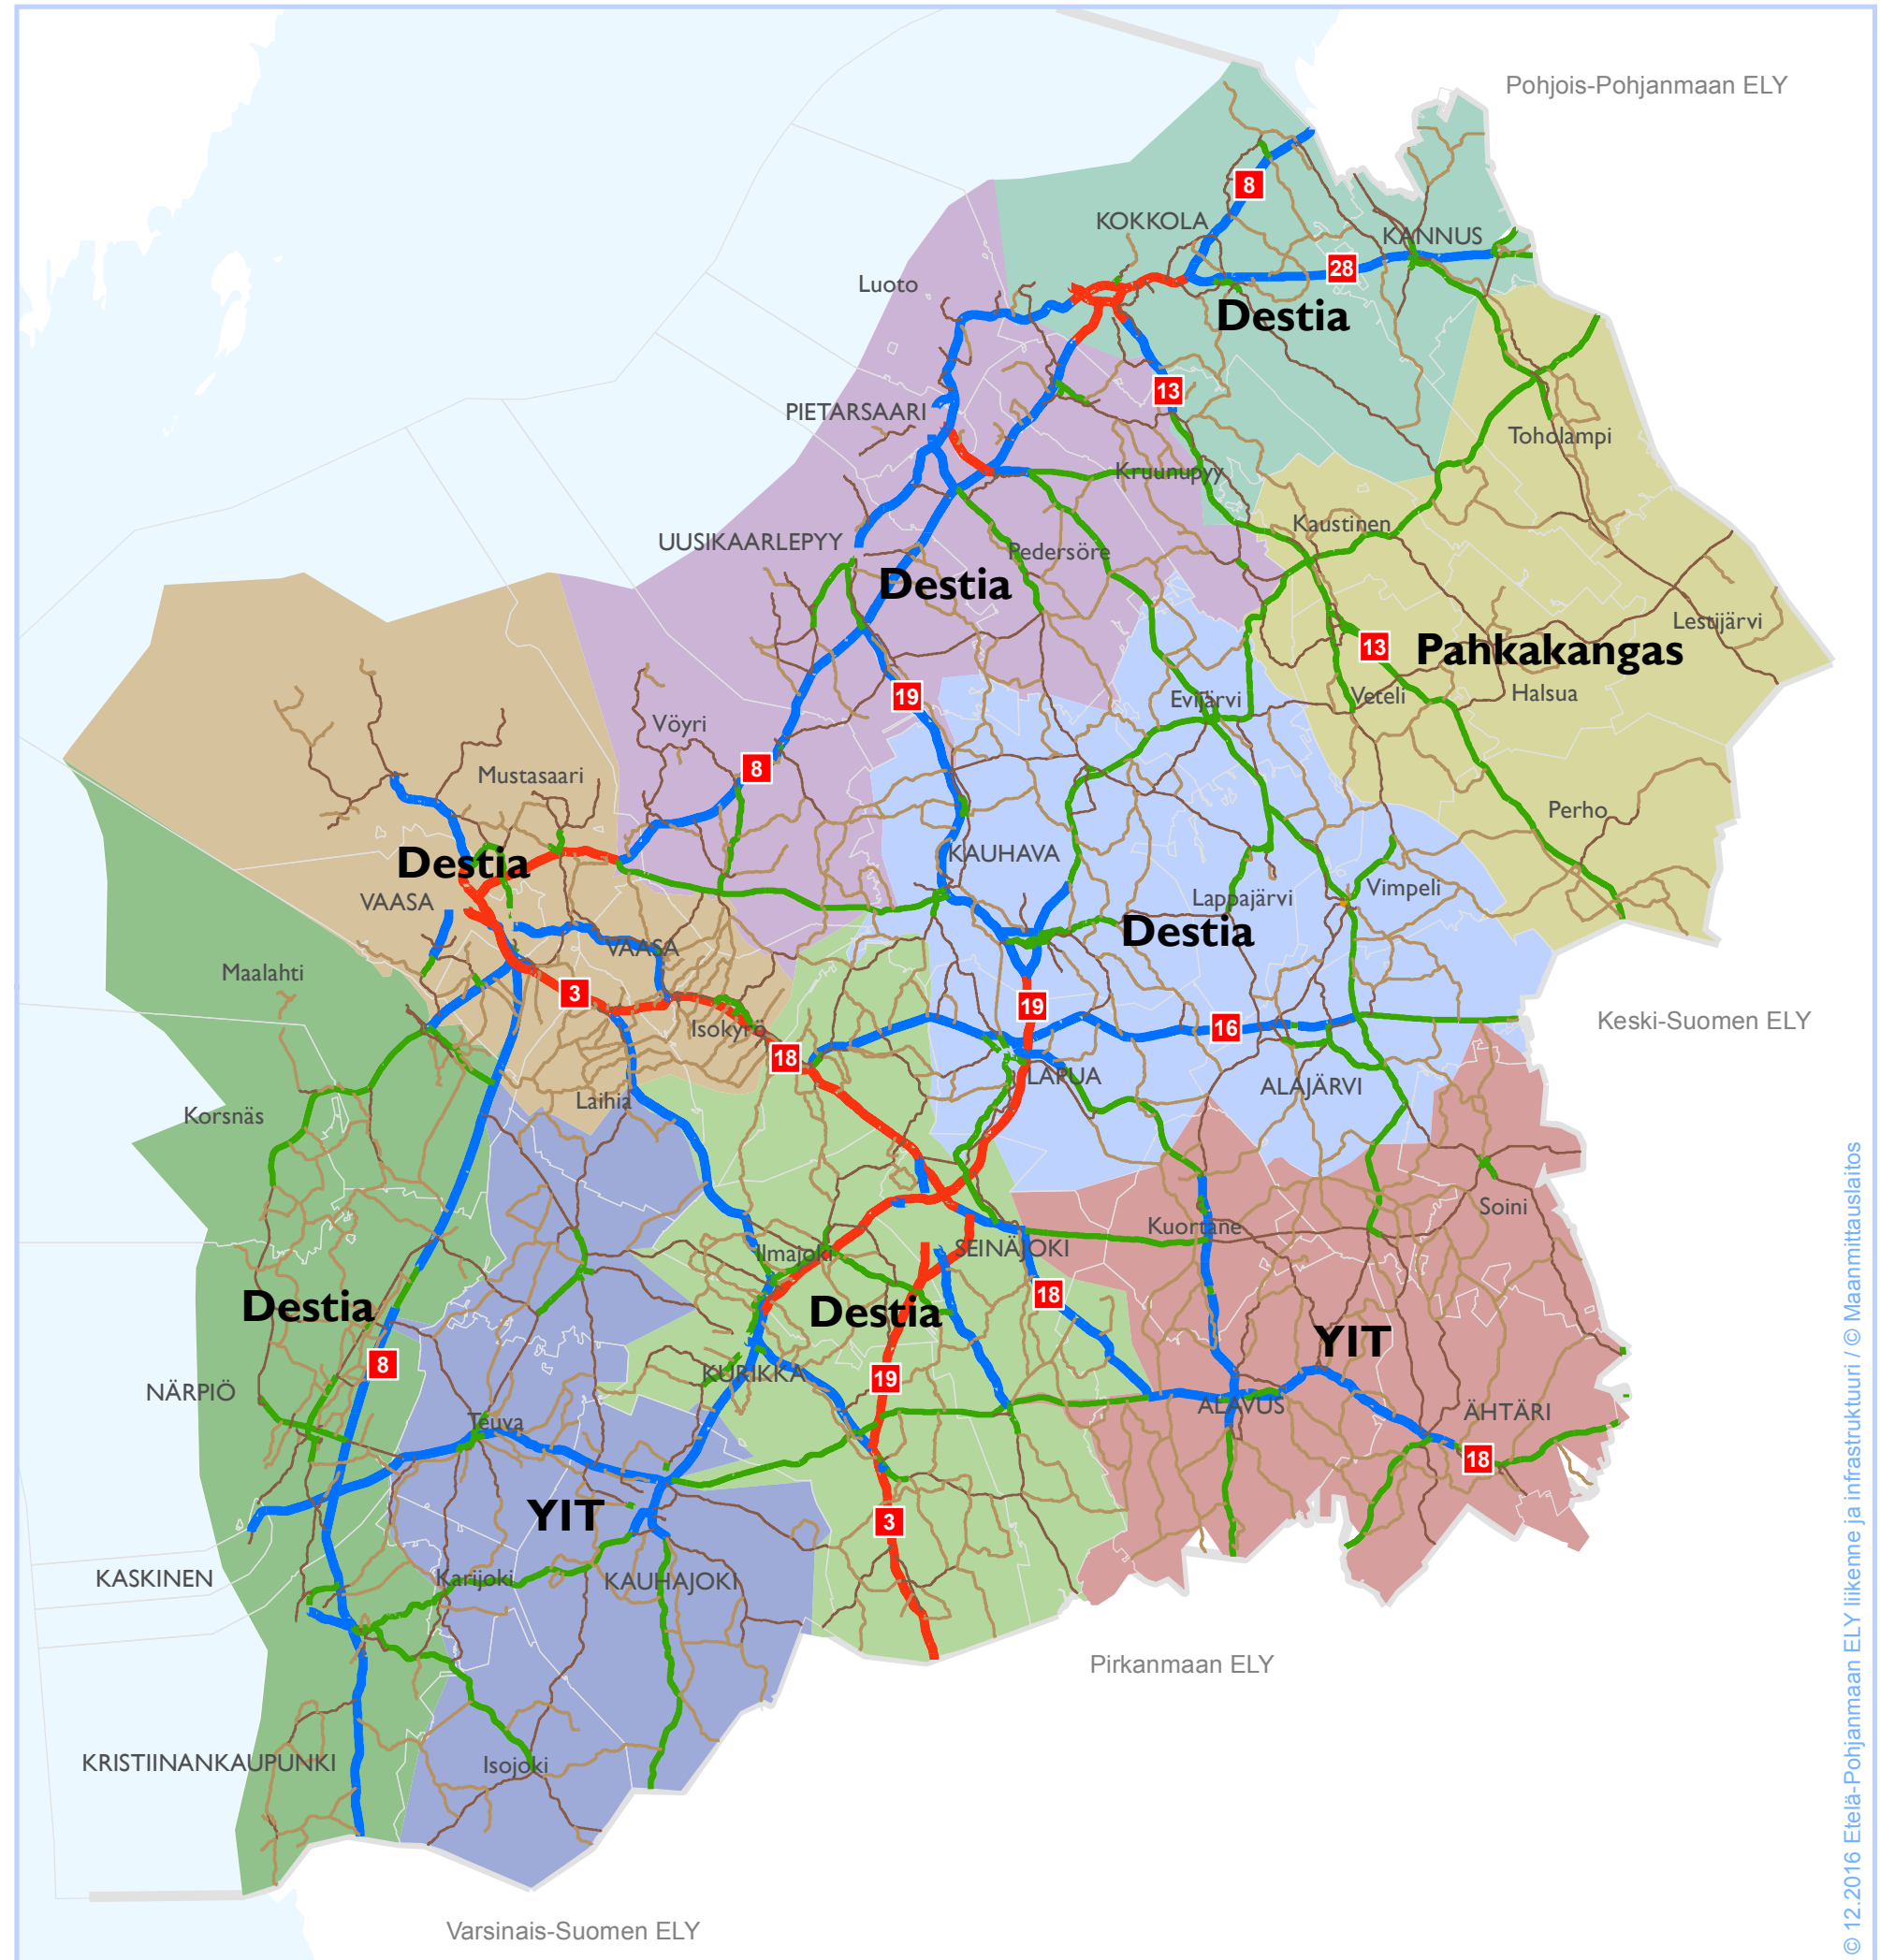 Pohjois-Pohjanmaan ELY
8
KOKKOLA
KANNUS
28
Luoto
Destia
13
PIETARSAARI
Toholampi
Kruunupyy
Kaustinen
UUSIKAARLEPYY
Pedersöre
Destia
Lestijärvi
13
Pahkakangas
19
Evijärvi
Veteli
Halsua
Vöyri
8
Mustasaari
Perho
KAUHAVA
Destia
Vimpeli
VAASA
Lappajärvi
Destia
VAASA
Maalahti
3
19
Isokyrö
16
Keski-Suomen ELY
18
LAPUA
ALAJÄRVI
Laihia
Korsnäs
Soini
Kuortane
SEINÄJOKI
Ilmajoki
18
Destia
Destia
YIT
8
KURIKKA
19
NÄRPIÖ
ALAVUS
ÄHTÄRI
Teuva
18
YIT
3
KASKINEN
Karijoki
KAUHAJOKI
Pirkanmaan ELY
KRISTIINANKAUPUNKI
Isojoki
Varsinais-Suomen ELY
© 12.2016 Etelä-Pohjanmaan ELY liikenne ja infrastruktuuri / © Maanmittauslaitos